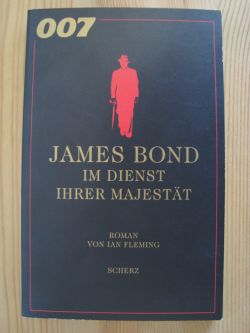 007
JAMES BOND
IM DIENST
IHRER MAJESTÄT
ROMAN
VON IAN FLEMING
SCHERZ